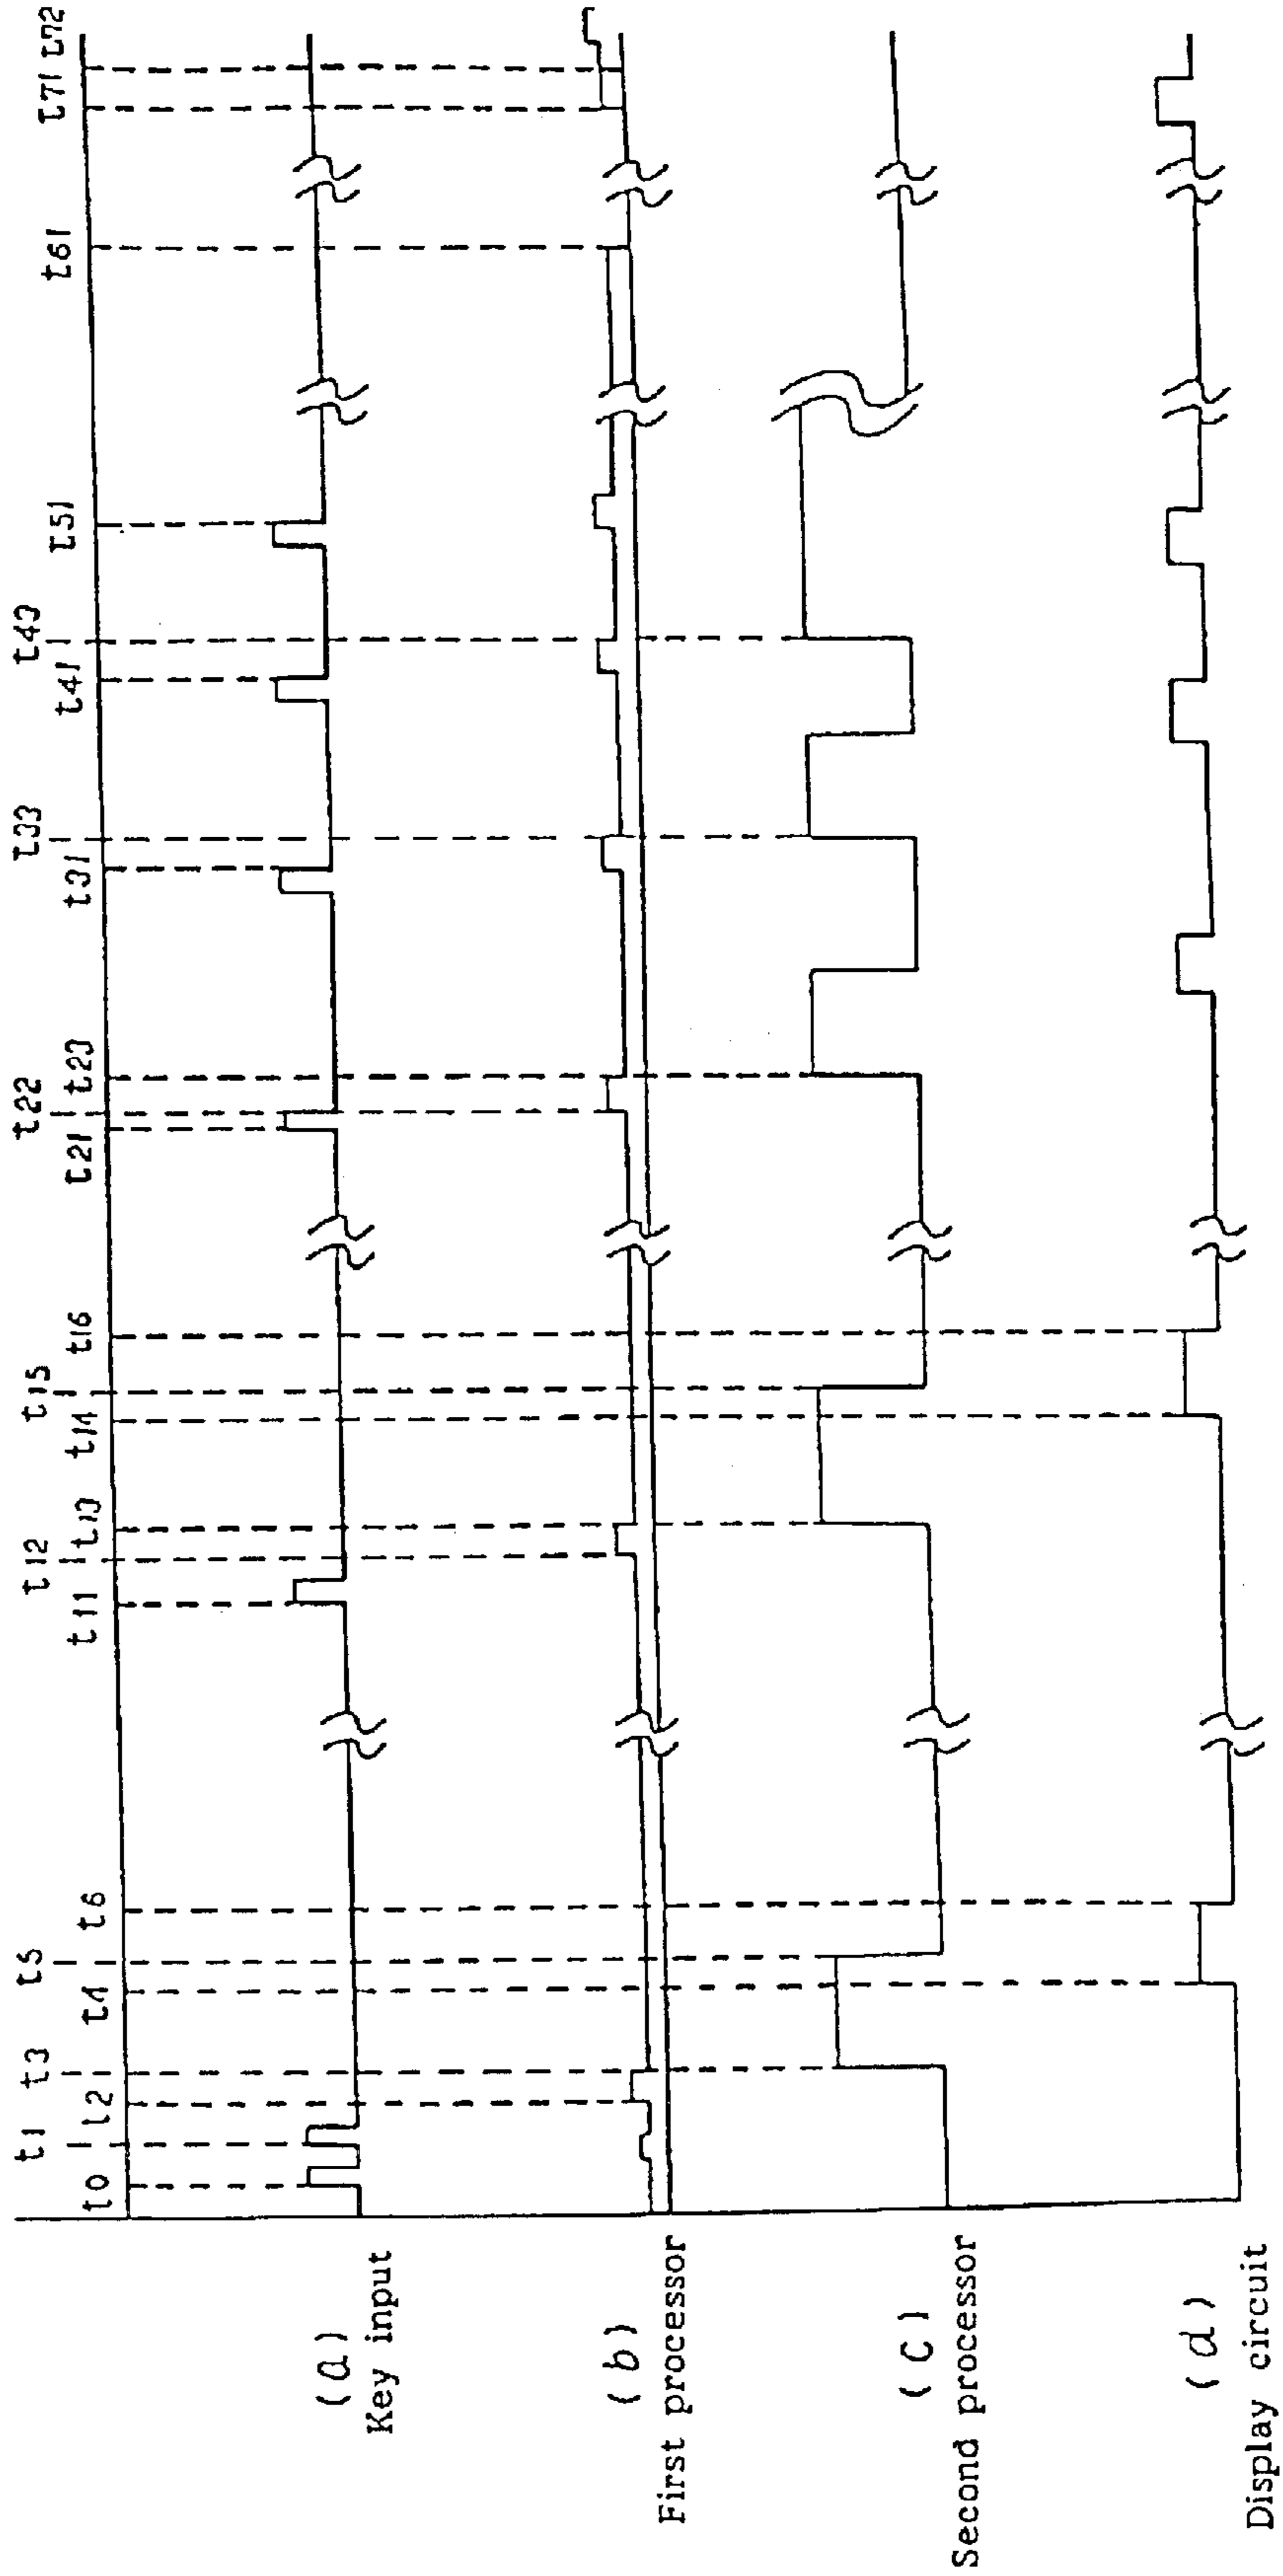 t1 t3 t5 t12 t15 t22 t33 t43
t0 t2 t4 t6 t11 t13 t14 t16 t21 t23 t31 t41 t51 t61 t71 t72
(a)
Key input
(b)
First processor
(c)
Second processor
(d)
Display circuit